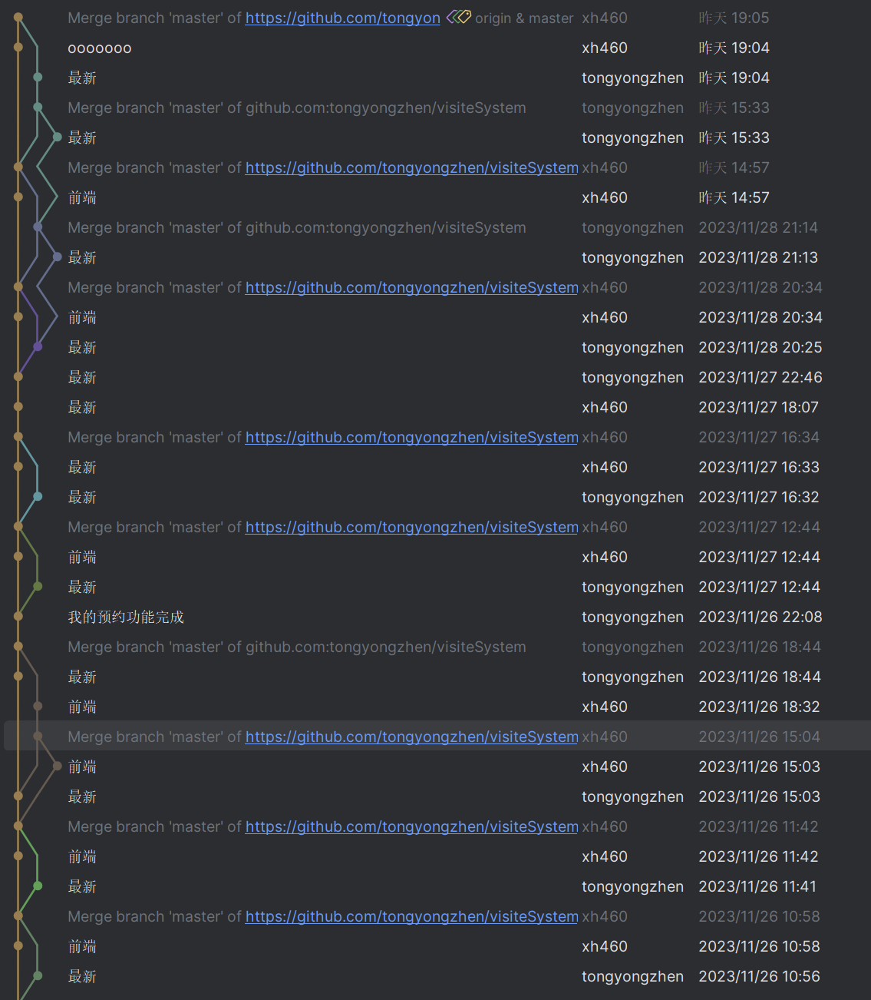 Merge branch 'master' of https://github.com/tongyon origin & master xh460 昨天 19:05
ooooooo xh460 昨天 19:04
最新 tongyongzhen 昨天 19:04
Merge branch 'master' of github.com:tongyongzhen/visiteSystem tongyongzhen 昨天 15:33
最新 tongyongzhen 昨天 15:33
Merge branch 'master' of https://github.com/tongyongzhen/visiteSystem xh460 昨天 14:57
前端 xh460 昨天 14:57
Merge branch 'master' of github.com:tongyongzhen/visiteSystem tongyongzhen 2023/11/28 21:14
最新 tongyongzhen 2023/11/28 21:13
Merge branch 'master' of https://github.com/tongyongzhen/visiteSystem xh460 2023/11/28 20:34
前端 xh460 2023/11/28 20:34
最新 tongyongzhen 2023/11/28 20:25
最新 tongyongzhen 2023/11/27 22:46
最新 xh460 2023/11/27 18:07
Merge branch 'master' of https://github.com/tongyongzhen/visiteSystem xh460 2023/11/27 16:34
最新 xh460 2023/11/27 16:33
最新 tongyongzhen 2023/11/27 16:32
Merge branch 'master' of https://github.com/tongyongzhen/visiteSystem xh460 2023/11/27 12:44
前端 xh460 2023/11/27 12:44
最新 tongyongzhen 2023/11/27 12:44
我的预约功能完成 tongyongzhen 2023/11/26 22:08
Merge branch 'master' of github.com:tongyongzhen/visiteSystem tongyongzhen 2023/11/26 18:44
最新 tongyongzhen 2023/11/26 18:44
前端 xh460 2023/11/26 18:32
Merge branch 'master' of https://github.com/tongyongzhen/visiteSystem xh460 2023/11/26 15:04
前端 xh460 2023/11/26 15:03
最新 tongyongzhen 2023/11/26 15:03
Merge branch 'master' of https://github.com/tongyongzhen/visiteSystem xh460 2023/11/26 11:42
前端 xh460 2023/11/26 11:42
最新 tongyongzhen 2023/11/26 11:41
Merge branch 'master' of https://github.com/tongyongzhen/visiteSystem xh460 2023/11/26 10:58
前端 xh460 2023/11/26 10:58
最新 tongyongzhen 2023/11/26 10:56